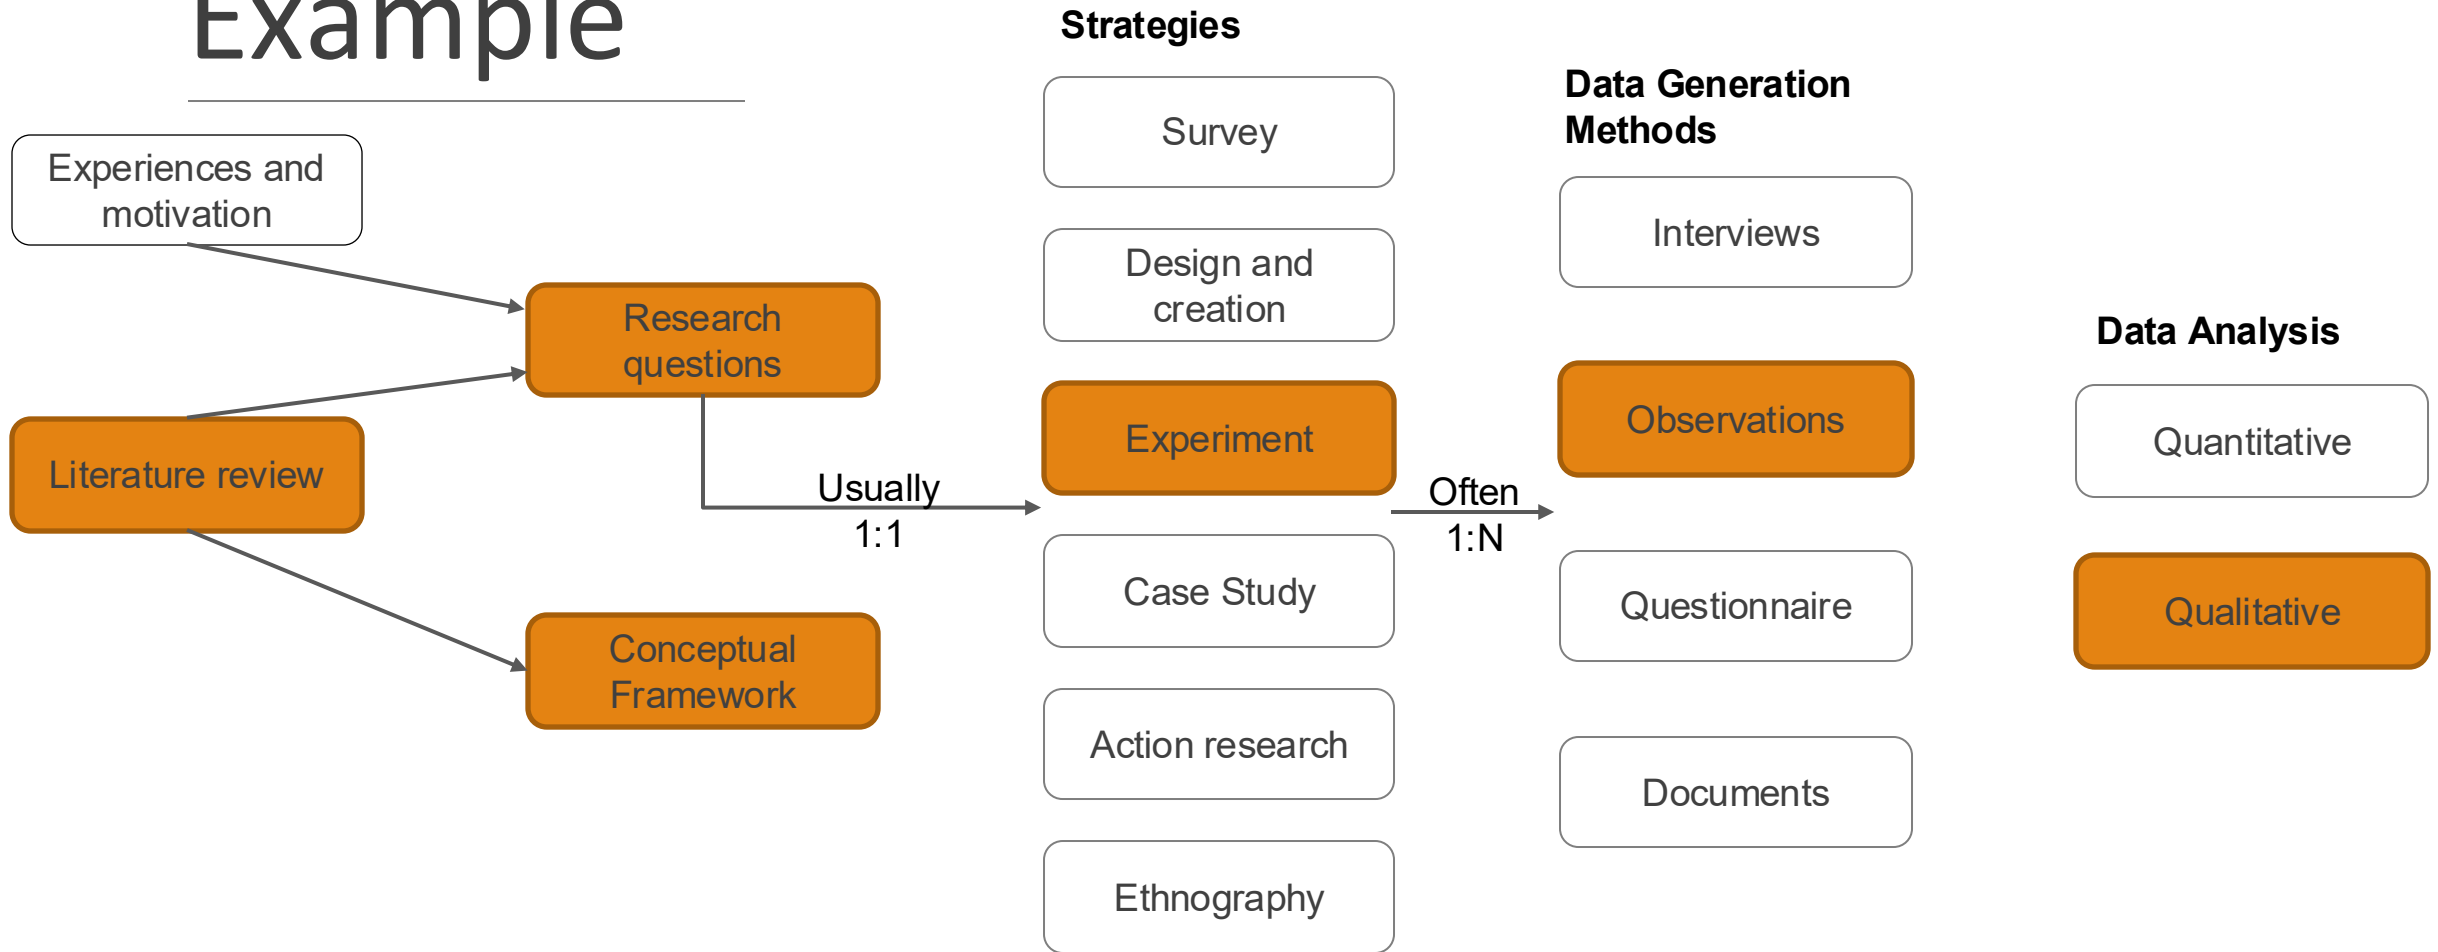 Example
Experiences and
motivation
Literature review
Research
questions
Conceptual
Framework
Usually
1:1
Strategies
Survey
Design and
creation
Experiment
Case Study
Action research
Ethnography
Often
1:N
Data Generation
Methods
Interviews
Observations
Questionnaire
Documents
Data Analysis
Quantitative
Qualitative